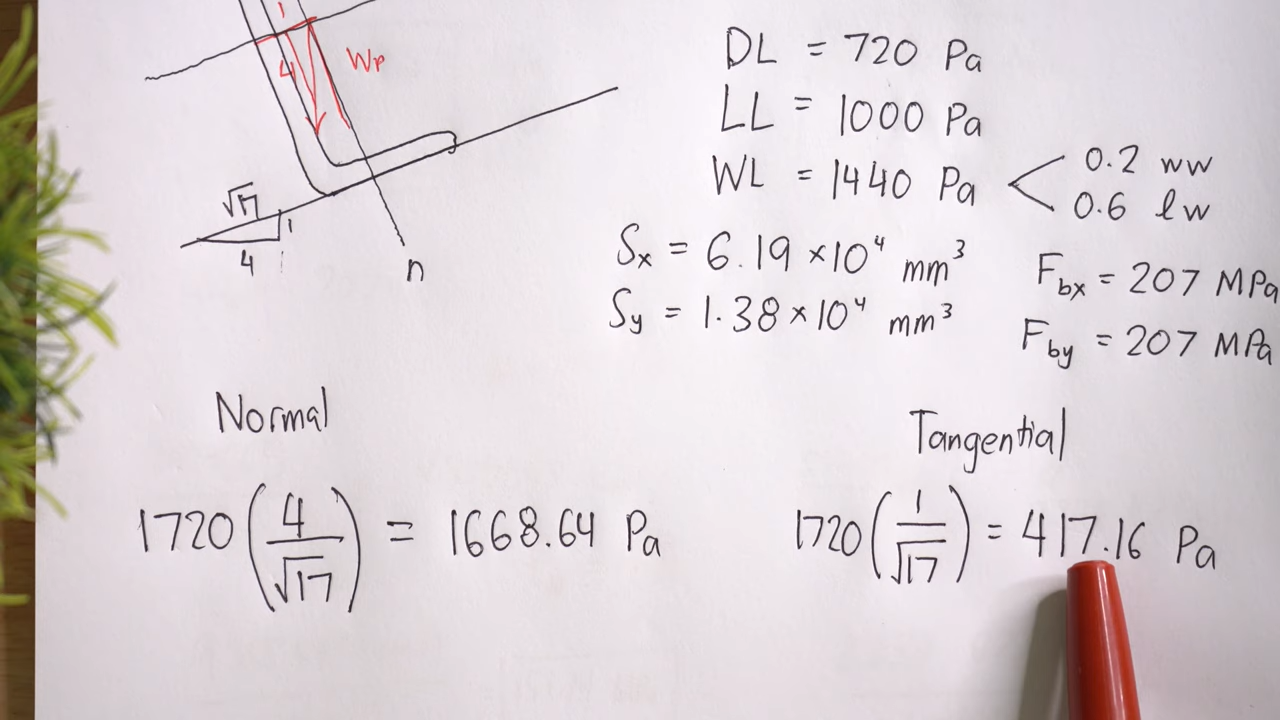 1
4
Wp
√17
1
4
n
DL = 720 Pa
LL = 1000 Pa
WL = 1440 Pa < 0.2 ww
0.6 lw
Sx = 6.19 × 10⁴ mm³
Sy = 1.38 × 10⁴ mm³
Fbx = 207 MPa
Fby = 207 MPa
Normal
1720 (4/√17) = 1668.64 Pa
Tangential
1720 (1/√17) = 417.16 Pa